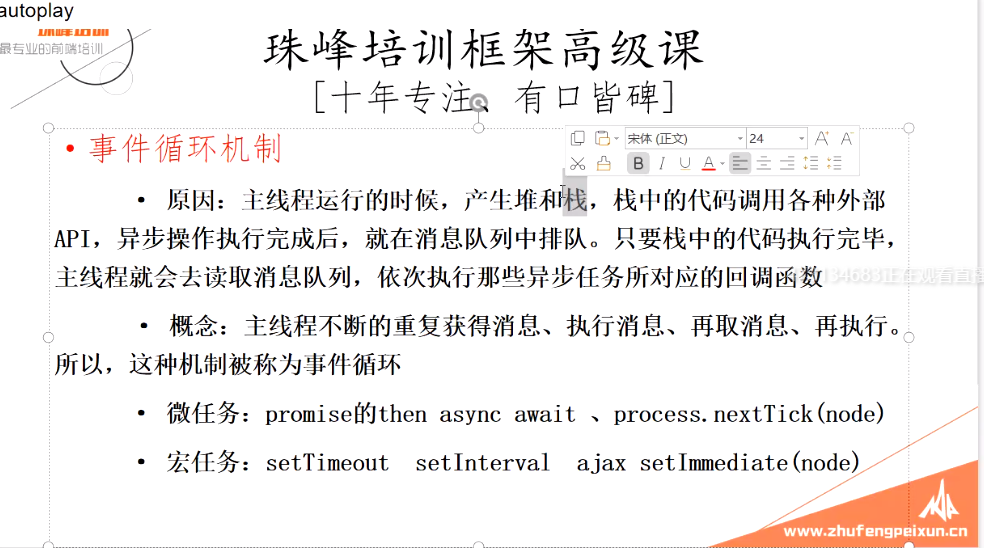 autoplay
珠峰培训
最专业的前端培训
珠峰培训框架高级课
[十年专注、有口皆碑]
• 事件循环机制
宋体 (正文) 24
B I U A
• 原因：主线程运行的时候，产生堆和栈，栈中的代码调用各种外部
API，异步操作执行完成后，就在消息队列中排队。只要栈中的代码执行完毕，
主线程就会去读取消息队列，依次执行那些异步任务所对应的回调函数
134683正在观看直播
• 概念：主线程不断的重复获得消息、执行消息、再取消息、再执行。
所以，这种机制被称为事件循环
• 微任务：promise的then async await 、process.nextTick(node)
• 宏任务：setTimeout setInterval ajax setImmediate(node)
www.zhufengpeixun.cn